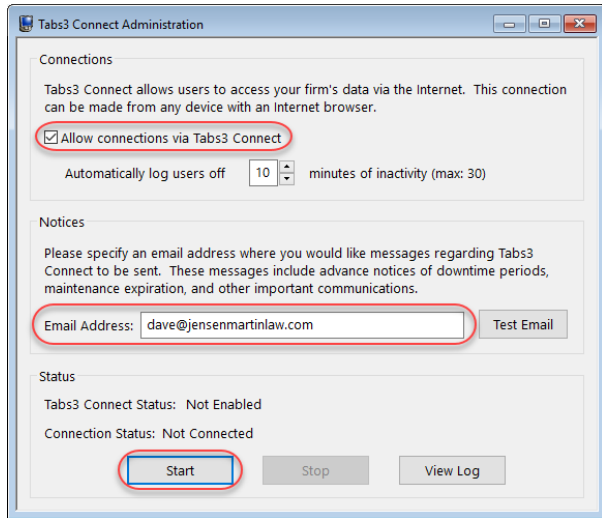 Tabs3 Connect Administration
Connections
Tabs3 Connect allows users to access your firm's data via the Internet. This connection
can be made from any device with an Internet browser.
Allow connections via Tabs3 Connect
Automatically log users off 10 minutes of inactivity (max: 30)
Notices
Please specify an email address where you would like messages regarding Tabs3
Connect to be sent. These messages include advance notices of downtime periods,
maintenance expiration, and other important communications.
Email Address: dave@jensenmartinlaw.com Test Email
Status
Tabs3 Connect Status: Not Enabled
Connection Status: Not Connected
Start Stop View Log